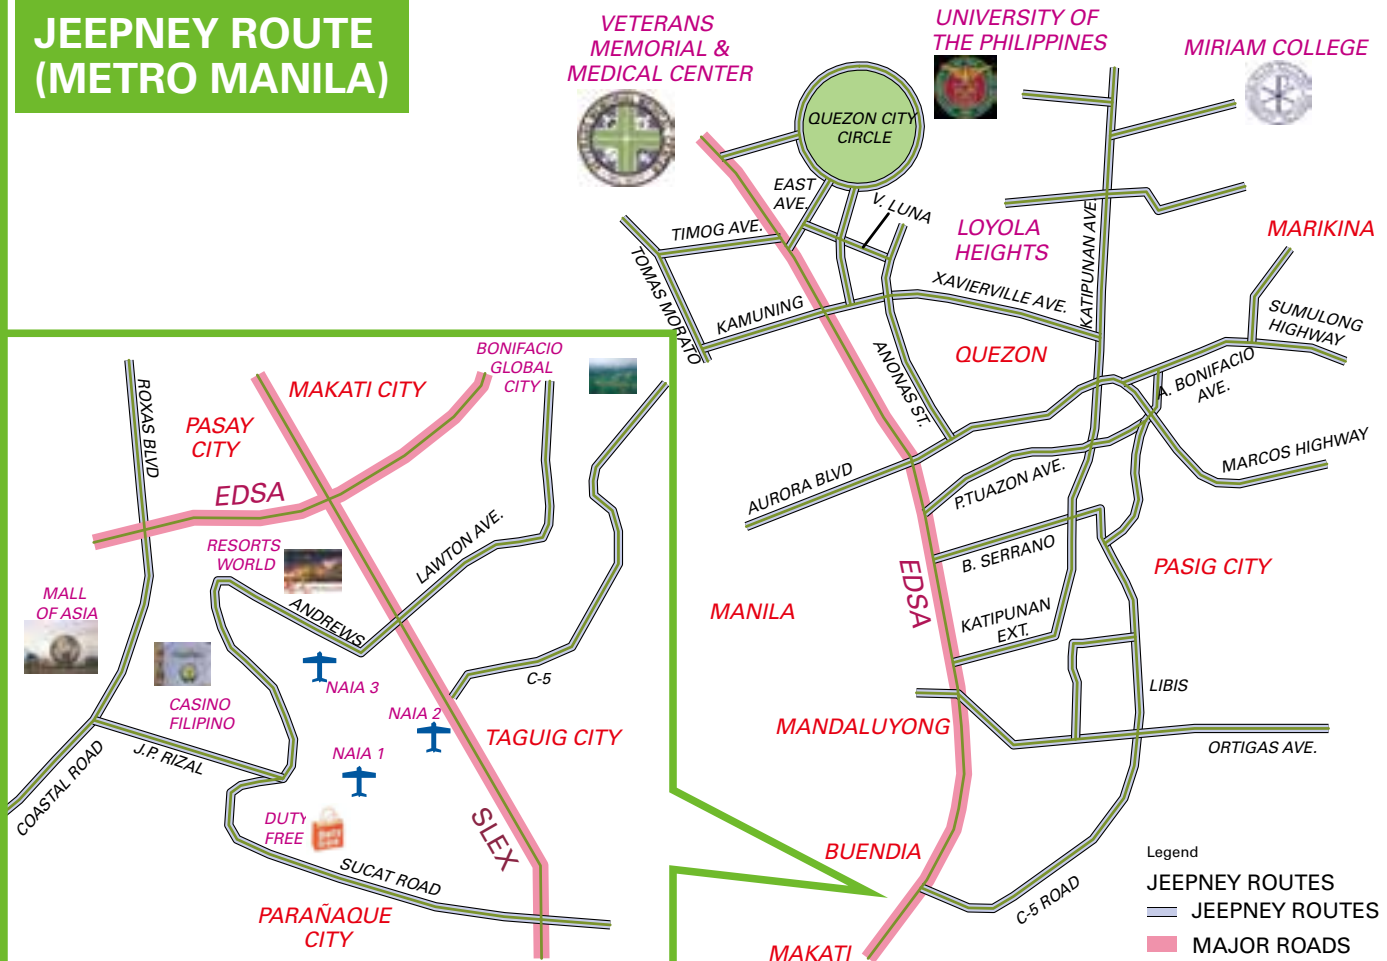 JEEPNEY ROUTE
(METRO MANILA)
VETERANS
MEMORIAL &
MEDICAL CENTER
UNIVERSITY OF
THE PHILIPPINES
MIRIAM COLLEGE
QUEZON CITY
CIRCLE
EAST
AVE.
V. LUNA
TIMOG AVE.
TOMAS MORATO
KAMUNING
LOYOLA
HEIGHTS
XAVIERVILLE AVE.
KATIPUNAN AVE.
MARIKINA
SUMULONG
HIGHWAY
QUEZON
ANONAS ST.
A. BONIFACIO
AVE.
MARCOS HIGHWAY
AURORA BLVD
P.TUAZON AVE.
B. SERRANO
EDSA
PASIG CITY
MANILA
KATIPUNAN
EXT.
LIBIS
MANDALUYONG
ORTIGAS AVE.
BUENDIA
C-5 ROAD
MAKATI
ROXAS BLVD
MAKATI CITY
BONIFACIO
GLOBAL
CITY
PASAY
CITY
EDSA
RESORTS
WORLD
LAWTON AVE.
MALL
OF ASIA
ANDREWS
NAIA 3
C-5
CASINO
FILIPINO
NAIA 2
TAGUIG CITY
J.P. RIZAL
NAIA 1
COASTAL ROAD
DUTY
FREE
SLEX
SUCAT ROAD
PARAÑAQUE
CITY
Legend
JEEPNEY ROUTES
JEEPNEY ROUTES
MAJOR ROADS